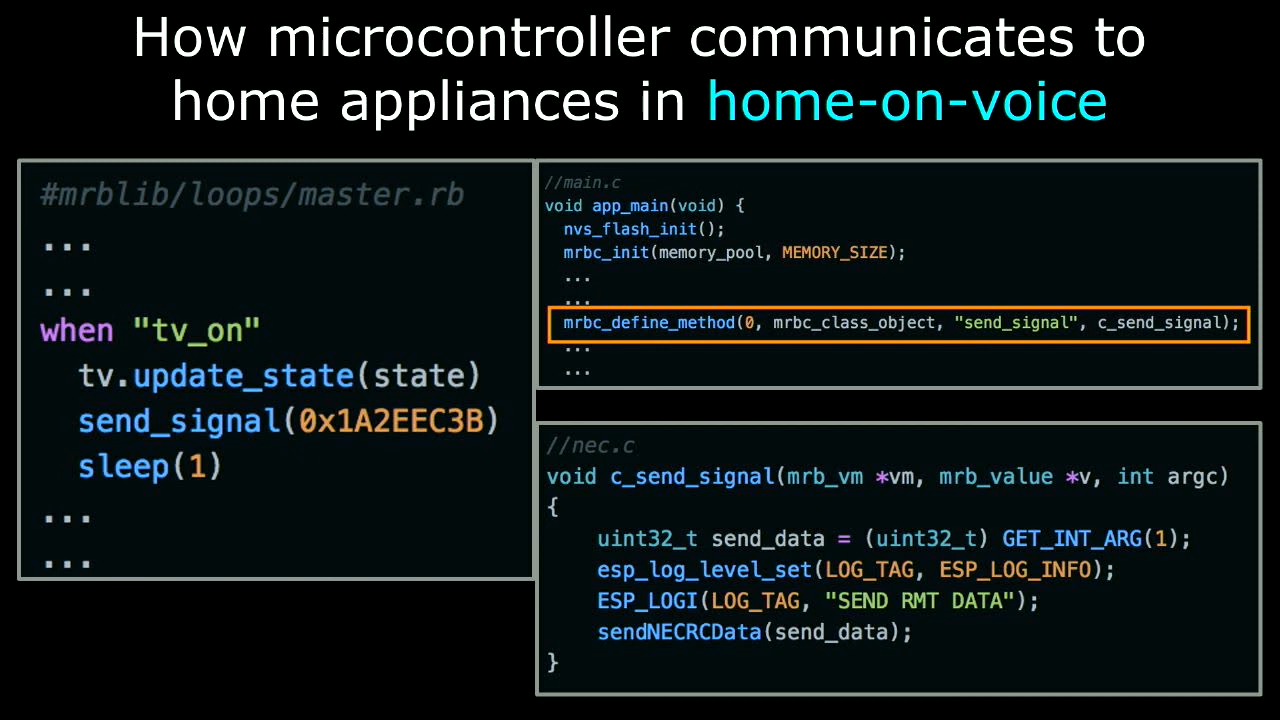 How microcontroller communicates to
home appliances in home-on-voice
#mrblib/loops/master.rb
...
...
when "tv_on"
tv.update_state(state)
send_signal(0x1A2EEC3B)
sleep(1)
...
...
//main.c
void app_main(void) {
nvs_flash_init();
mrbc_init(memory_pool, MEMORY_SIZE);
...
...
mrbc_define_method(0, mrbc_class_object, "send_signal", c_send_signal);
...
...
//nec.c
void c_send_signal(mrb_vm *vm, mrb_value *v, int argc)
{
uint32_t send_data = (uint32_t) GET_INT_ARG(1);
esp_log_level_set(LOG_TAG, ESP_LOG_INFO);
ESP_LOGI(LOG_TAG, "SEND RMT DATA");
sendNECRCData(send_data);
}